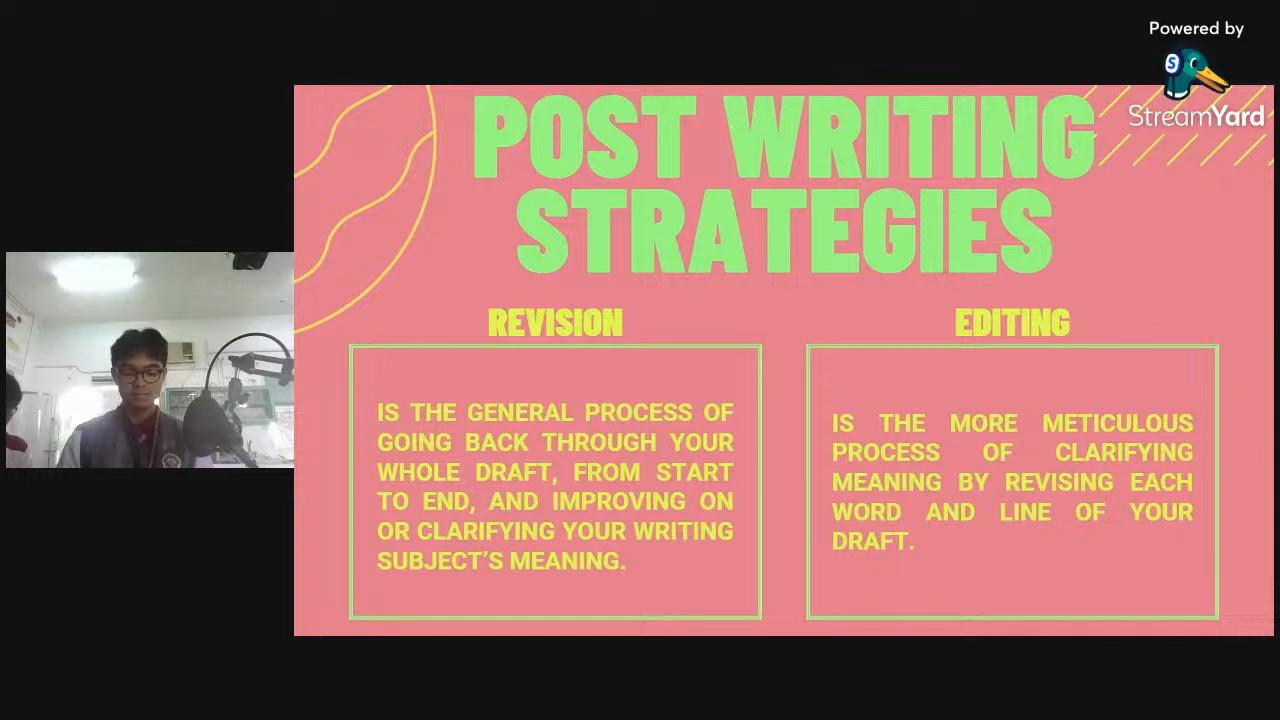 Powered by
StreamYard
POST WRITING
STRATEGIES
REVISION
IS THE GENERAL PROCESS OF
GOING BACK THROUGH YOUR
WHOLE DRAFT, FROM START
TO END, AND IMPROVING ON
OR CLARIFYING YOUR WRITING
SUBJECT’S MEANING.
EDITING
IS THE MORE METICULOUS
PROCESS OF CLARIFYING
MEANING BY REVISING EACH
WORD AND LINE OF YOUR
DRAFT.